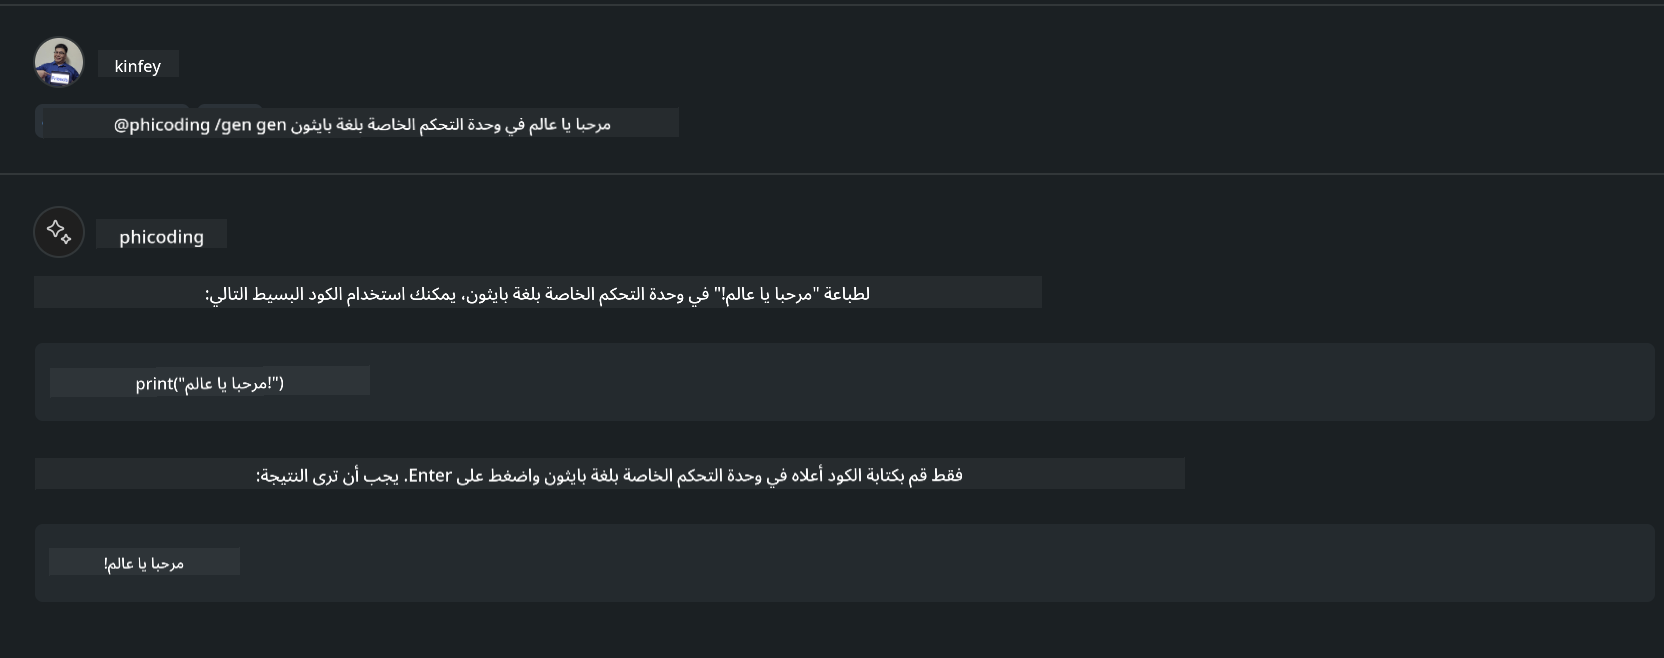 kinfey
@phicoding /gen gen مرحبا يا عالم في وحدة التحكم الخاصة بلغة بايثون
phicoding
لطباعة "مرحبا يا عالم!" في وحدة التحكم الخاصة بلغة بايثون، يمكنك استخدام الكود البسيط التالي:
print("مرحبا يا عالم!")
فقط قم بكتابة الكود أعلاه في وحدة التحكم الخاصة بلغة بايثون واضغط على Enter. يجب أن ترى النتيجة:
مرحبا يا عالم!